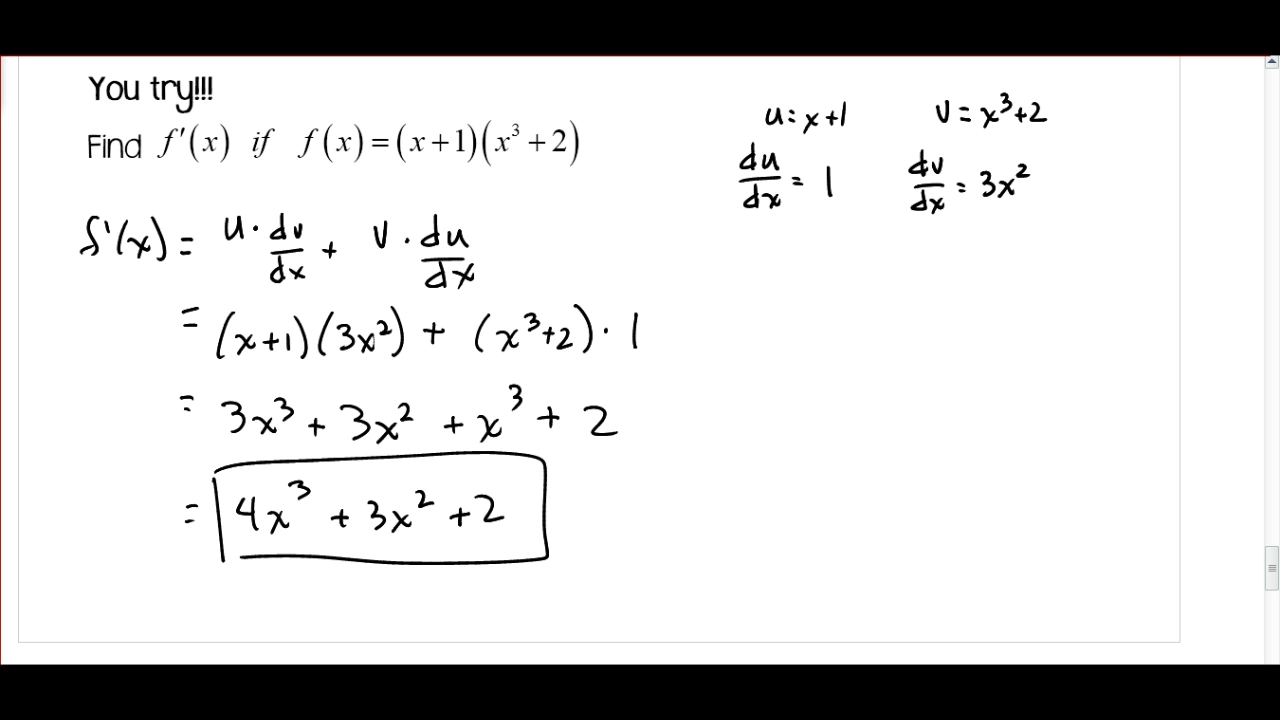 You try!!!
Find f'(x) if f(x) = (x+1)(x³+2)
u = x+1 v = x³+2
du/dx = 1 dv/dx = 3x²
f'(x) = u · dv/dx + v · du/dx
= (x+1)(3x²) + (x³+2) · 1
= 3x³ + 3x² + x³ + 2
= 4x³ + 3x² + 2